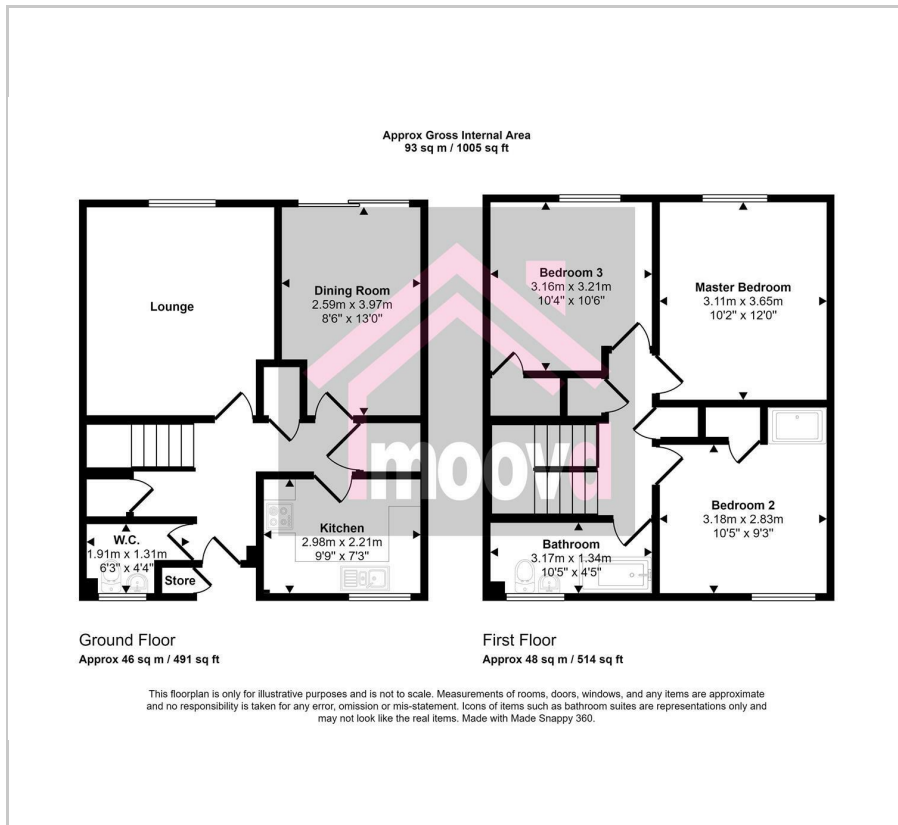 Approx Gross Internal Area
93 sq m / 1005 sq ft
Lounge
Dining Room
2.59m x 3.97m
8'6" x 13'0"
Kitchen
2.98m x 2.21m
9'9" x 7'3"
W.C.
1.91m x 1.31m
6'3" x 4'4"
Store
Bedroom 3
3.16m x 3.21m
10'4" x 10'6"
Master Bedroom
3.11m x 3.65m
10'2" x 12'0"
Bedroom 2
3.18m x 2.83m
10'5" x 9'3"
Bathroom
3.17m x 1.34m
10'5" x 4'5"
moovd
Ground Floor
Approx 46 sq m / 491 sq ft
First Floor
Approx 48 sq m / 514 sq ft
This floorplan is only for illustrative purposes and is not to scale. Measurements of rooms, doors, windows, and any items are approximate
and no responsibility is taken for any error, omission or mis-statement. Icons of items such as bathroom suites are representations only and
may not look like the real items. Made with Made Snappy 360.